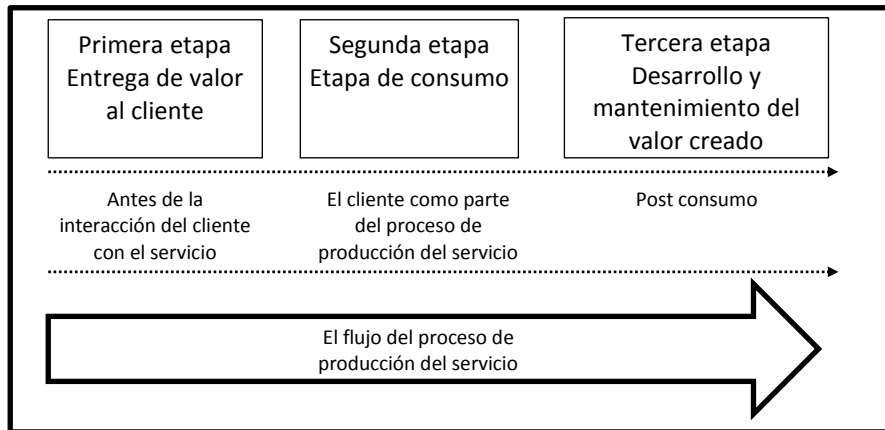 Primera etapa
Entrega de valor
al cliente
Segunda etapa
Etapa de consumo
Tercera etapa
Desarrollo y
mantenimiento del
valor creado
Antes de la
interacción del cliente
con el servicio
El cliente como parte
del proceso de
producción del servicio
Post consumo
El flujo del proceso de
producción del servicio